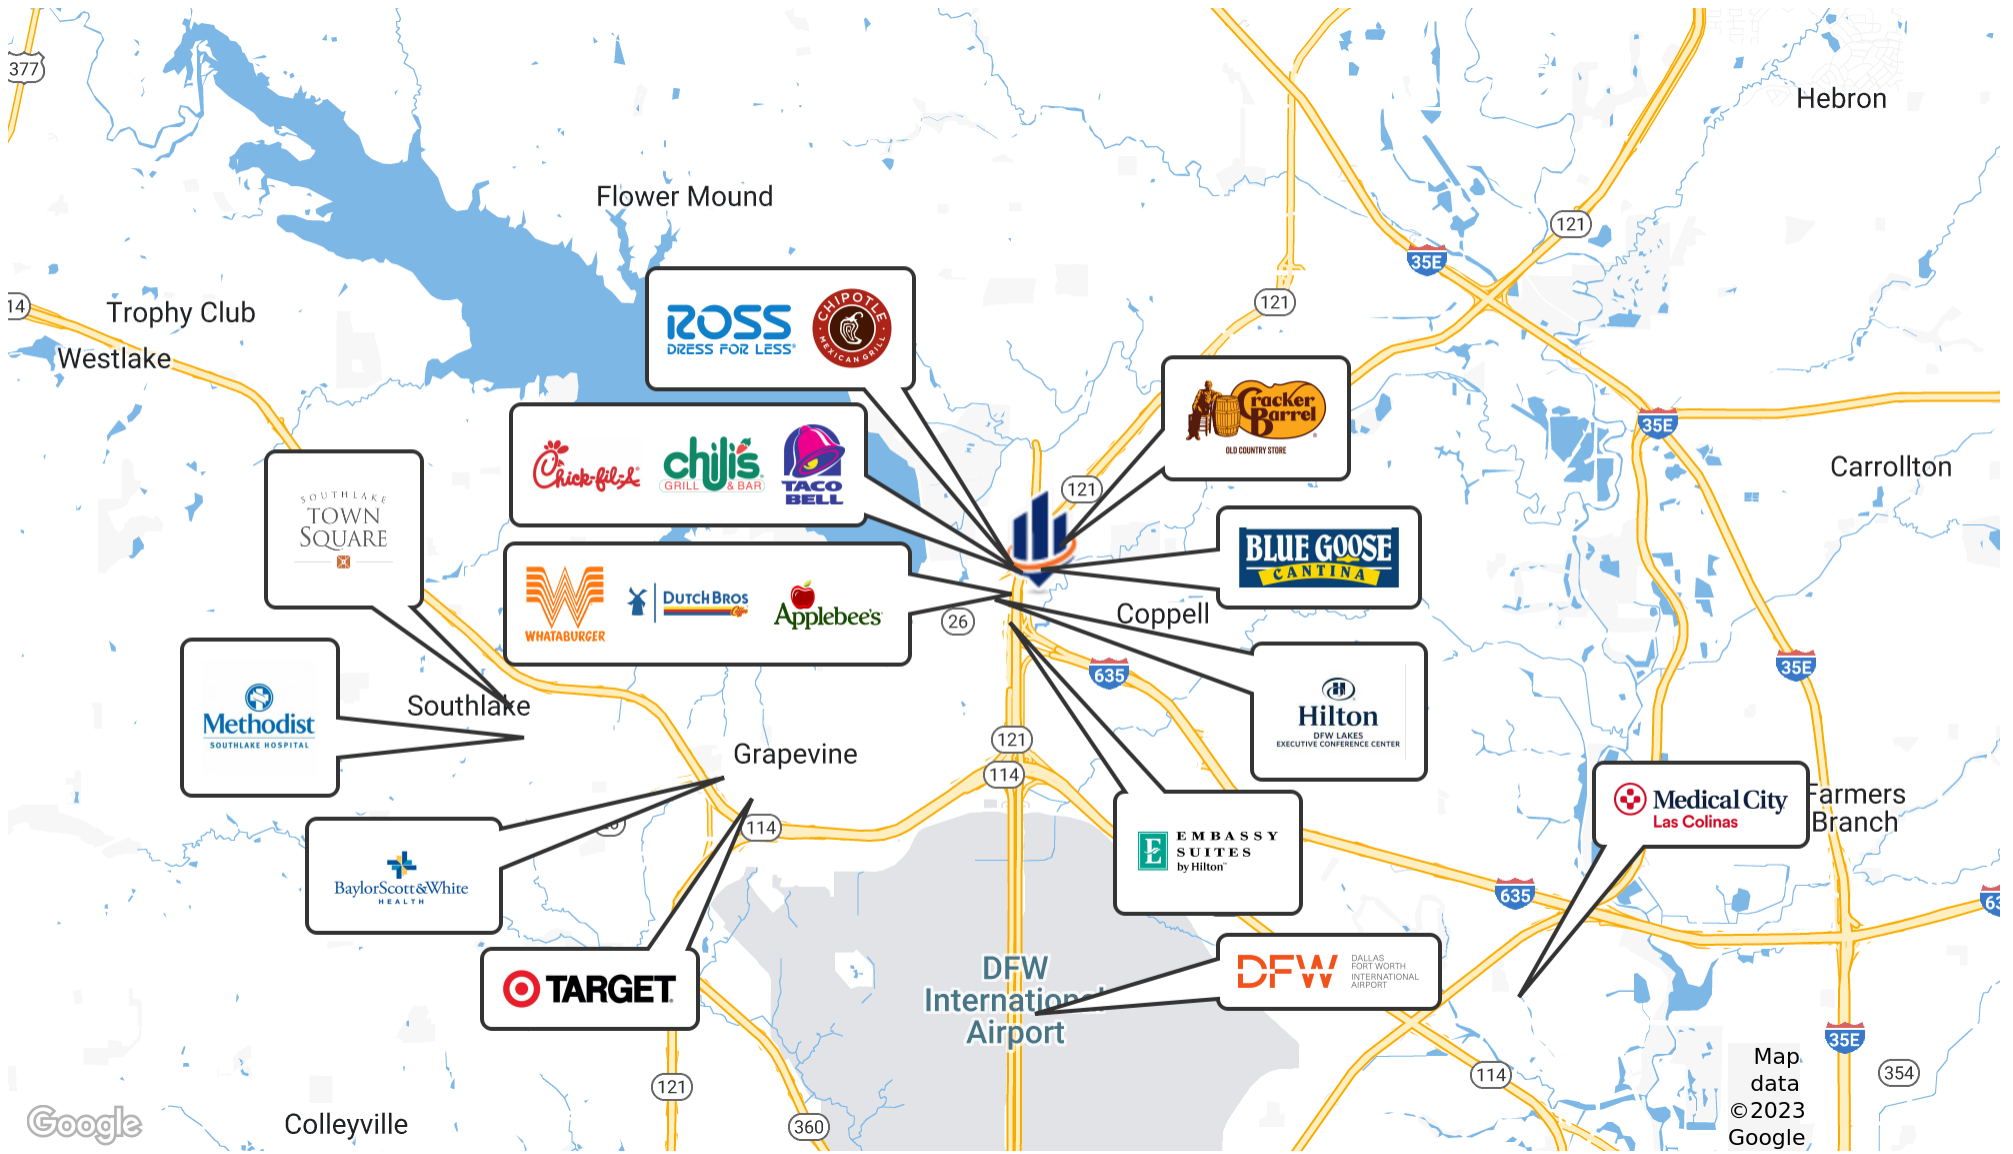 377
Hebron
Flower Mound
121
35E
14
Trophy Club
Westlake
121
ROSS
DRESS FOR LESS
CHIPOTLE
MEXICAN GRILL
Cracker
Barrel
OLD COUNTRY STORE
35E
Carrollton
Chick-fil-A
chili's
GRILL & BAR
TACO
BELL
121
SOUTHLAKE
TOWN
SQUARE
BLUE GOOSE
CANTINA
WHATABURGER
DUTCH BROS
Coffee
Applebee's
26
Coppell
635
35E
Methodist
SOUTHLAKE HOSPITAL
Southlake
Hilton
DFW LAKES
EXECUTIVE CONFERENCE CENTER
121
114
Grapevine
Medical City
Las Colinas
Farmers
Branch
114
EMBASSY
SUITES
by Hilton
BaylorScott&White
HEALTH
635
63
TARGET
DFW
International
Airport
DFW
DALLAS
FORT WORTH
INTERNATIONAL
AIRPORT
35E
114
354
121
360
Colleyville
Google
Map
data
©2023
Google